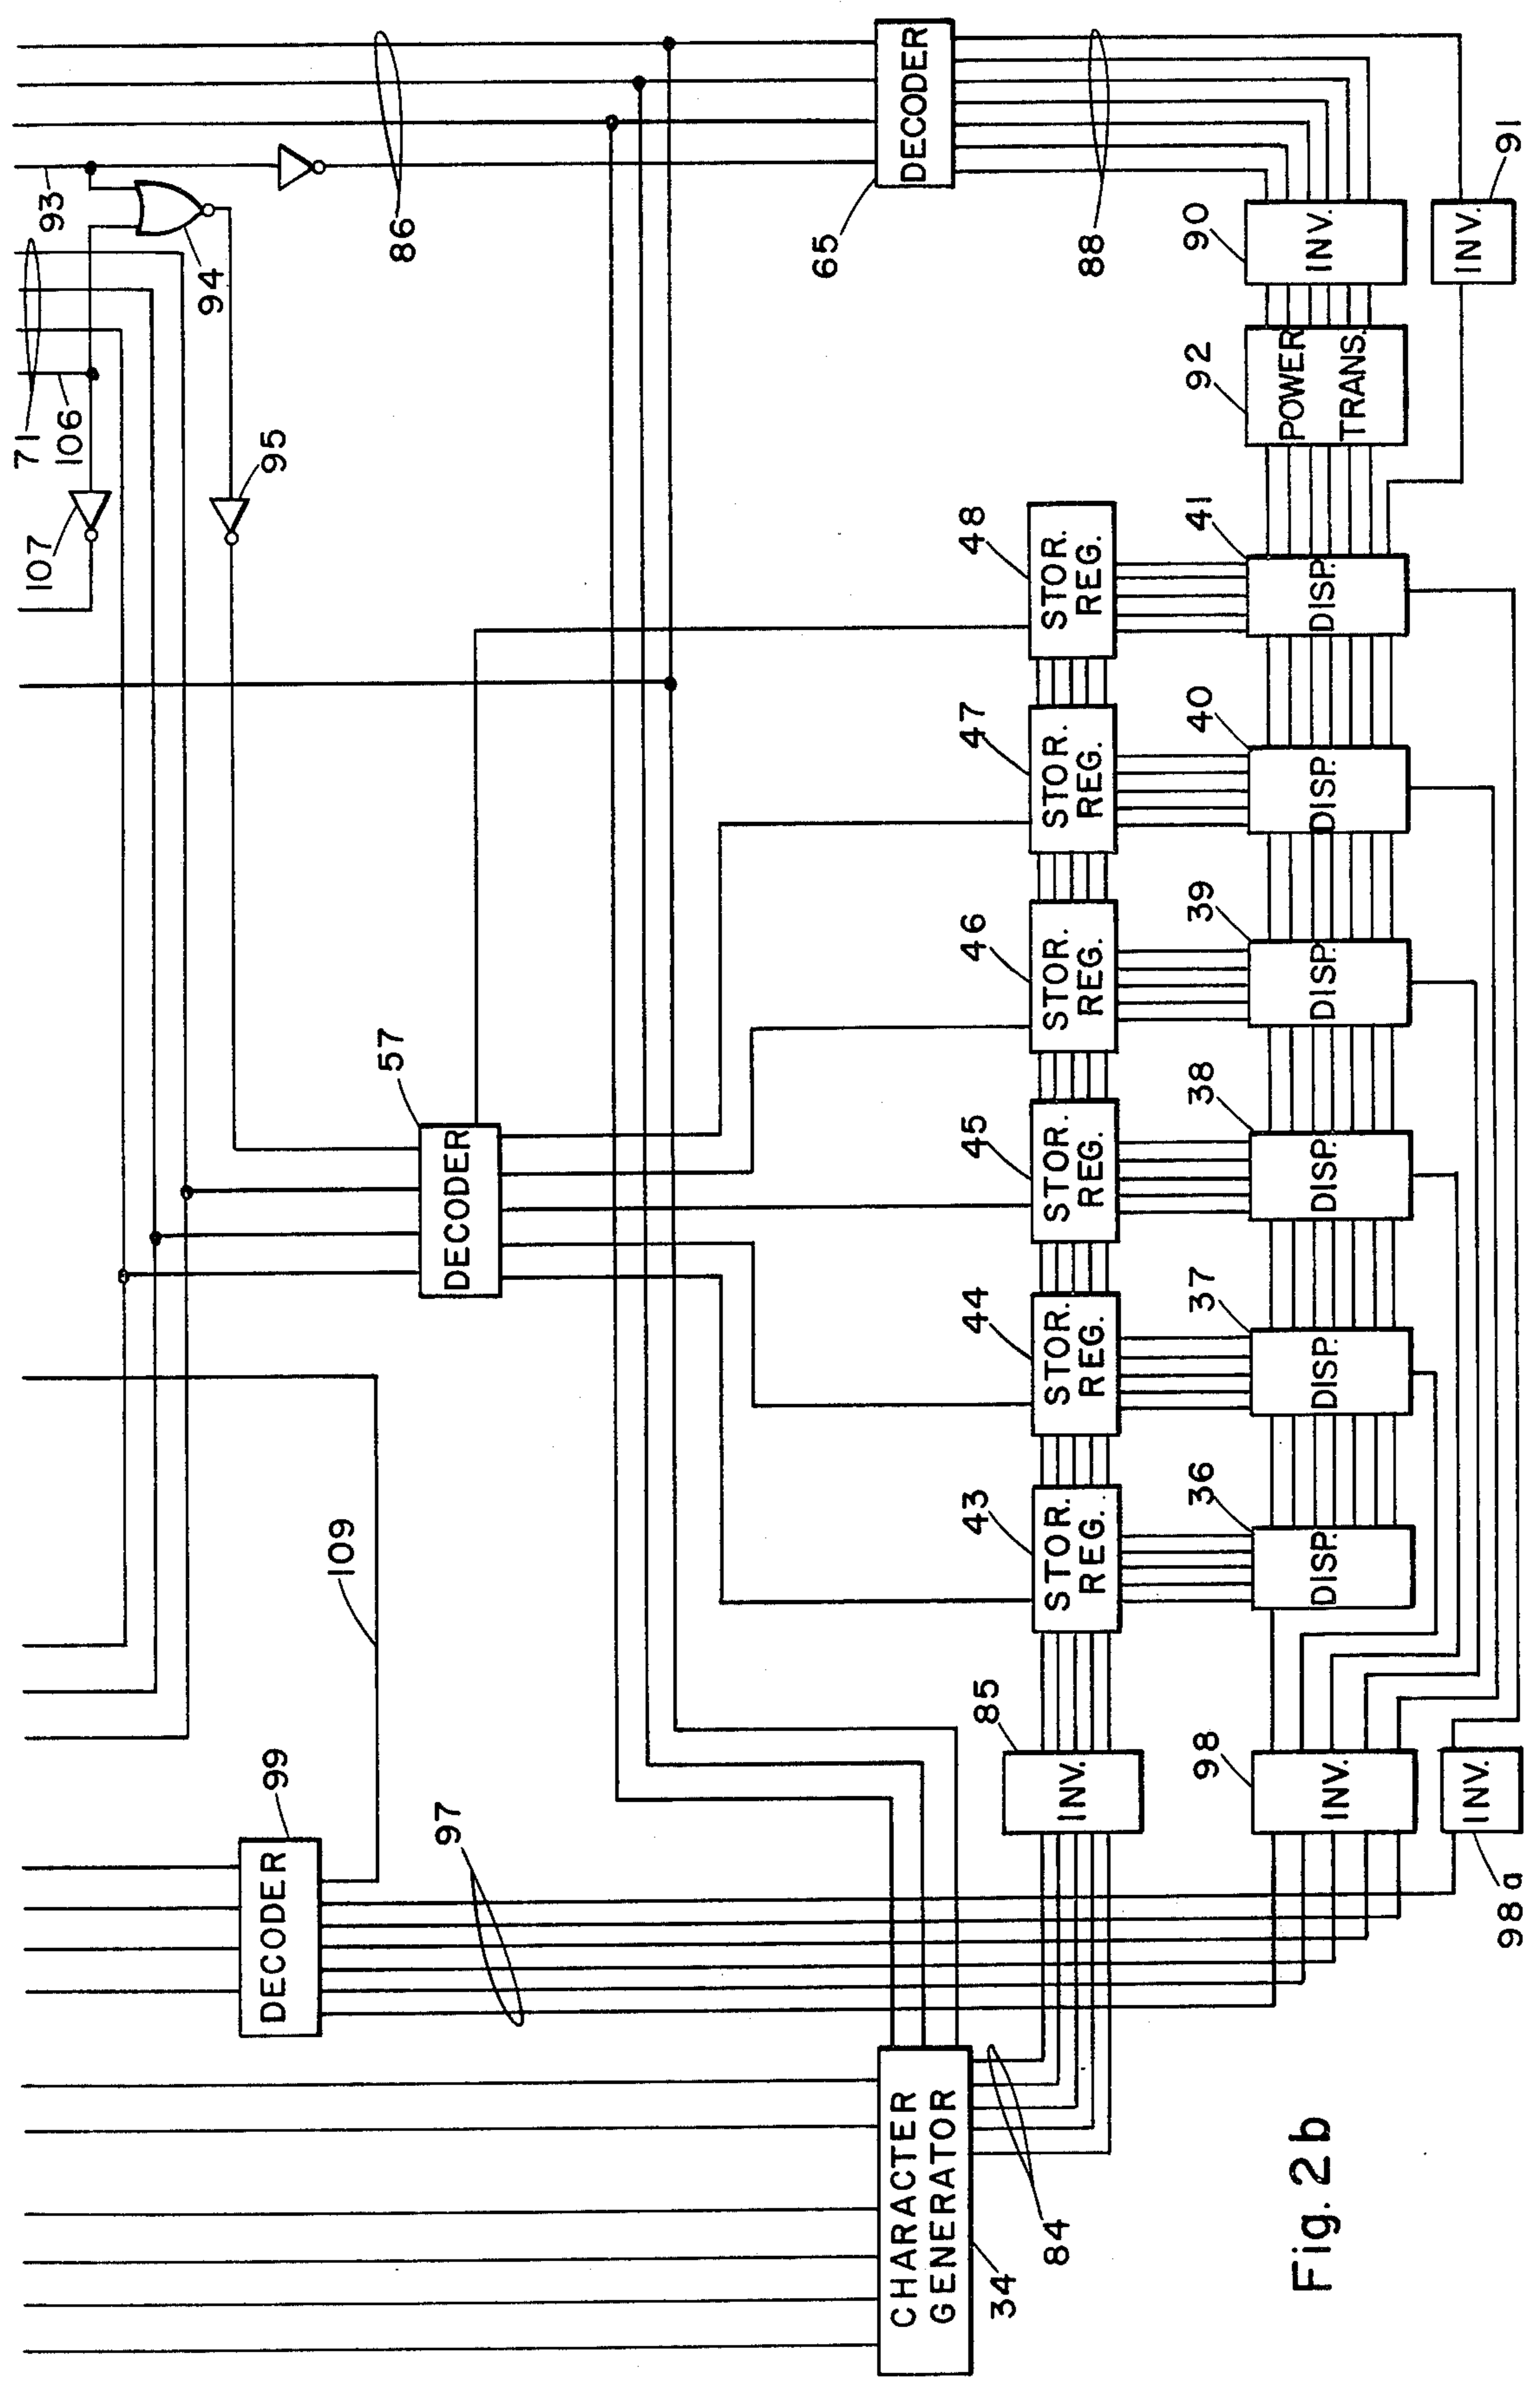 86
93
94
71
106
107
95
DECODER
65
88
90
INV.
91
INV.
92
POWER
TRANS.
57
DECODER
48
STOR.
REG.
47
STOR.
REG.
46
STOR.
REG.
45
STOR.
REG.
44
STOR.
REG.
43
STOR.
REG.
41
DISP.
40
DISP.
39
DISP.
38
DISP.
37
DISP.
36
DISP.
109
99
DECODER
97
85
INV.
98
INV.
98a
INV.
CHARACTER
GENERATOR
34
84
Fig. 2b